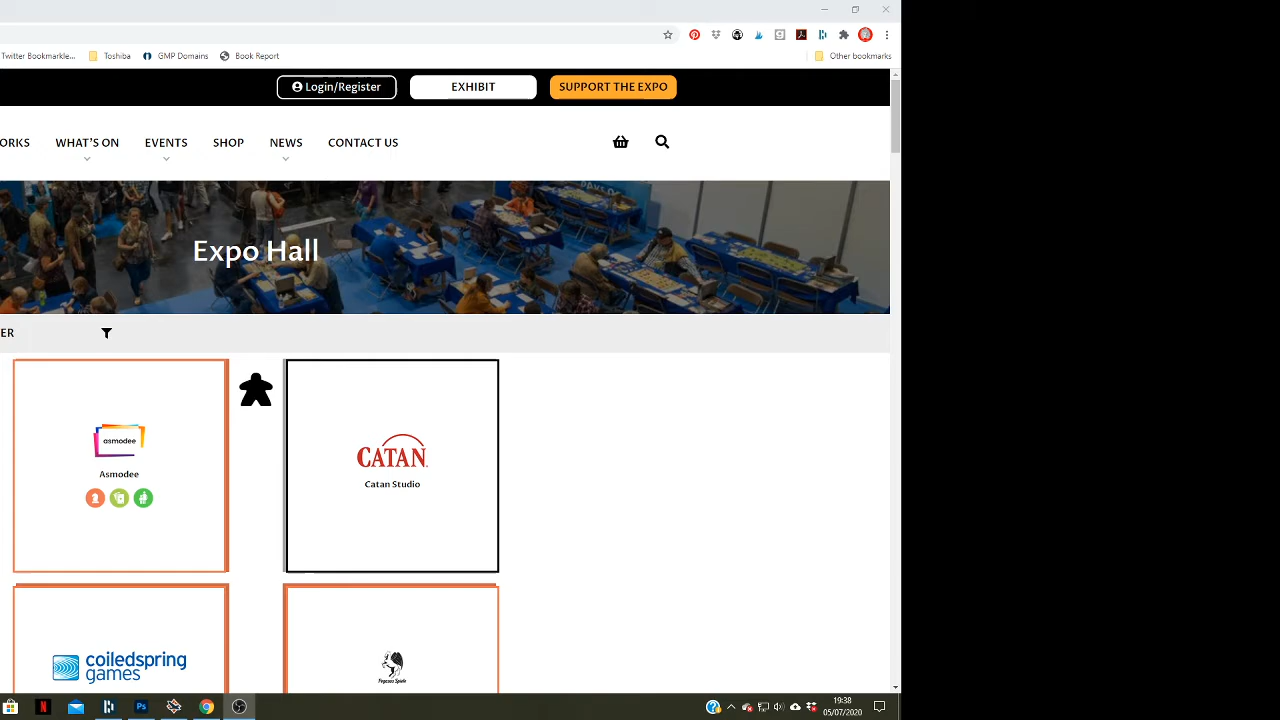 Twitter Bookmarkle... Toshiba GMP Domains Book Report Other bookmarks
Login/Register EXHIBIT SUPPORT THE EXPO
ORKS WHAT'S ON EVENTS SHOP NEWS CONTACT US
Expo Hall
ER
asmodee
Asmodee
CATAN
Catan Studio
coiledspring
games
Pegasus Spiele
19:38
05/07/2020